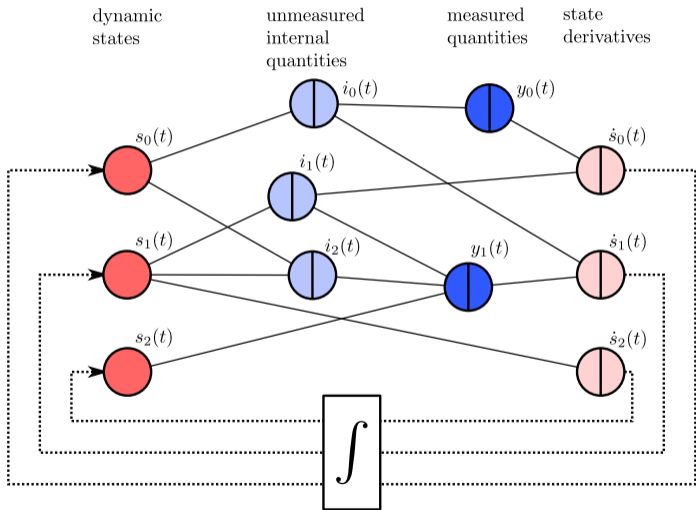 dynamic
states
unmeasured
internal
quantities
measured
quantities
state
derivatives
i₀(t)
y₀(t)
s₀(t)
ṡ₀(t)
i₁(t)
s₁(t)
i₂(t)
y₁(t)
ṡ₁(t)
s₂(t)
ṡ₂(t)
∫